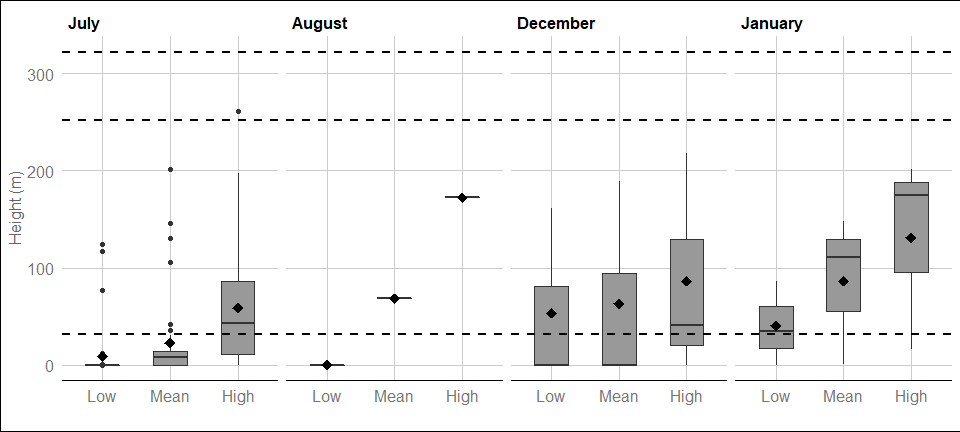 July August December January
Height (m)
300
200
100
0
Low Mean High Low Mean High Low Mean High Low Mean High